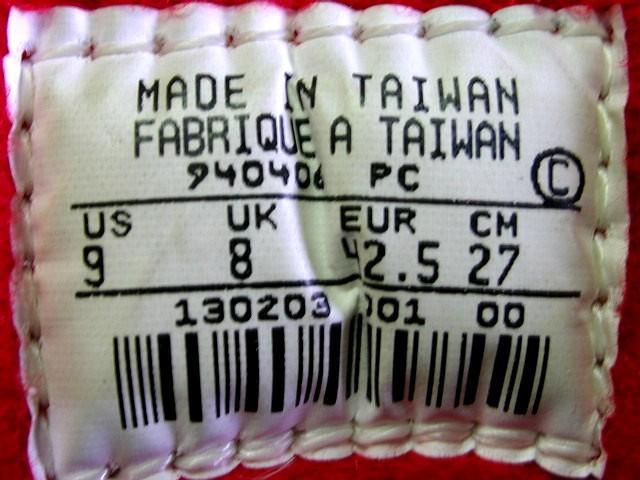 MADE IN TAIWAN
FABRIQUE A TAIWAN
940406 PC
©
US UK EUR CM
9 8 42.5 27
130203 001 00